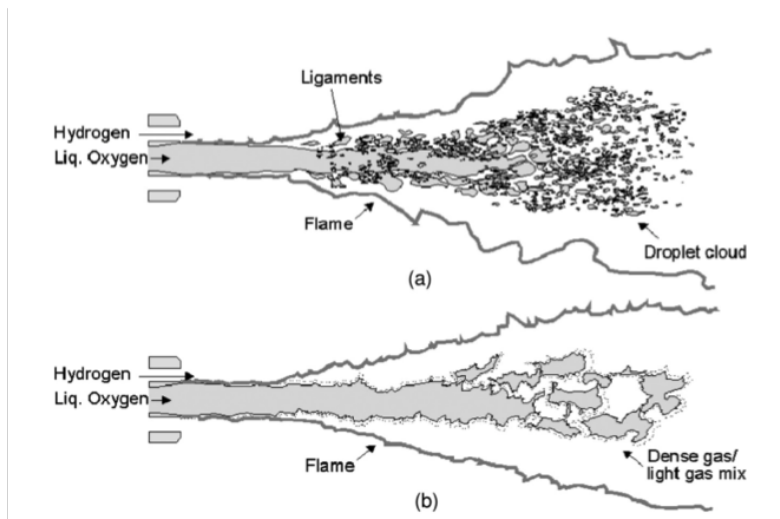 Ligaments
Hydrogen
Liq. Oxygen
Flame
Droplet cloud
(a)
Hydrogen
Liq. Oxygen
Dense gas/
light gas mix
Flame
(b)